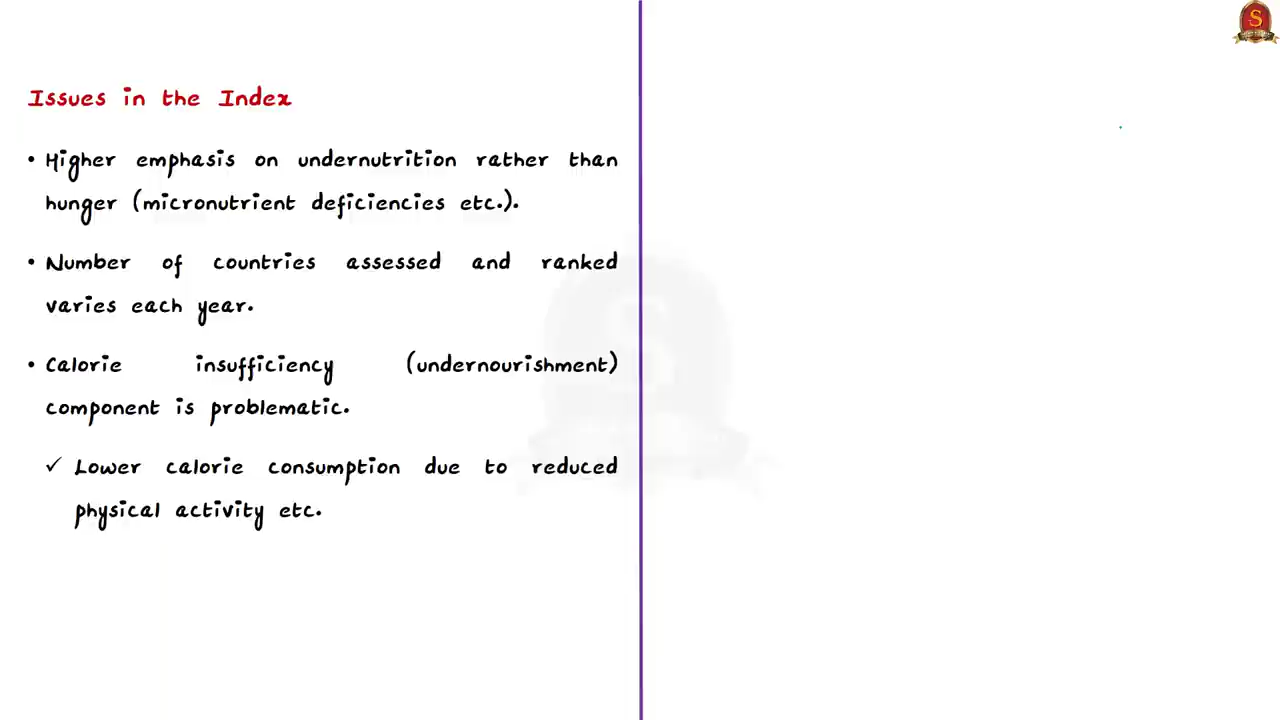 Issues in the Index
• Higher emphasis on undernutrition rather than
hunger (micronutrient deficiencies etc.).
• Number of countries assessed and ranked
varies each year.
• Calorie insufficiency (undernourishment)
component is problematic.
✓ Lower calorie consumption due to reduced
physical activity etc.
S